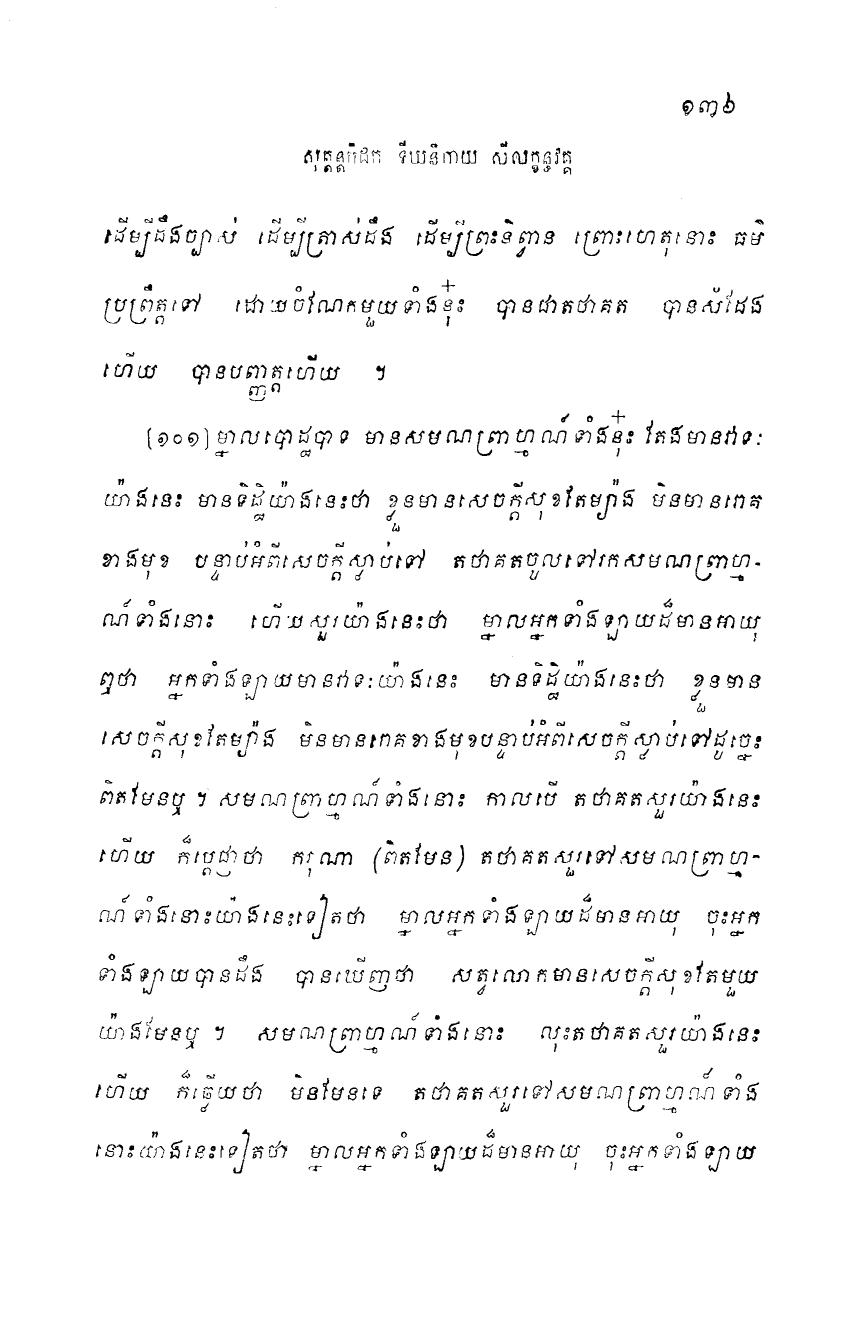 ១៣៦
សុត្តន្តបិដក ទីឃនិកាយ សីលក្ខន្ធវគ្គ
ដើម្បីដឹងច្បាស់ ដើម្បីត្រាស់ដឹង ដើម្បីព្រះនិព្វាន ព្រោះហេតុនោះ ធម៌
ប្រព្រឹត្តទៅ ដោយចំណែកមួយទាំងនុ៎ះ បានជាតថាគត បានសំដែង
ហើយ បានបញ្ញត្តហើយ ។
[១០១] ម្នាលបោដ្ឋបាទ មានសមណព្រាហ្មណ៍ទាំងនុ៎ះ តែងមានវាទៈ
យ៉ាងនេះ មានទិដ្ឋិយ៉ាងនេះថា ខ្លួនមានសេចក្តីសុខតែម្យ៉ាង មិនមានរោគ
ខាងមុខ បន្ទាប់អំពីសេចក្តីស្លាប់ទៅ តថាគតចូលទៅរកសមណព្រាហ្ម-
ណ៍ទាំងនោះ ហើយសួរយ៉ាងនេះថា ម្នាលអ្នកទាំងឡាយដ៏មានអាយុ
ឮថា អ្នកទាំងឡាយមានវាទៈយ៉ាងនេះ មានទិដ្ឋិយ៉ាងនេះថា ខ្លួនមាន
សេចក្តីសុខតែម្យ៉ាង មិនមានរោគខាងមុខបន្ទាប់អំពីសេចក្តីស្លាប់ទៅដូច្នេះ
ពិតមែនឬ ។ សមណព្រាហ្មណ៍ទាំងនោះ កាលបើ តថាគតសួរយ៉ាងនេះ
ហើយ ក៏ប្តេជ្ញាថា ករុណា (ពិតមែន) តថាគតសួរទៅសមណព្រាហ្ម-
ណ៍ទាំងនោះយ៉ាងនេះទៀតថា ម្នាលអ្នកទាំងឡាយដ៏មានអាយុ ចុះអ្នក
ទាំងឡាយបានដឹង បានឃើញថា សត្វលោកមានសេចក្តីសុខតែមួយ
យ៉ាងមែនឬ ។ សមណព្រាហ្មណ៍ទាំងនោះ លុះតថាគតសួរយ៉ាងនេះ
ហើយ ក៏ឆ្លើយថា មិនមែនទេ តថាគតសួរទៅសមណព្រាហ្មណ៍ទាំង
នោះយ៉ាងនេះទៀតថា ម្នាលអ្នកទាំងឡាយដ៏មានអាយុ ចុះអ្នកទាំងឡាយ